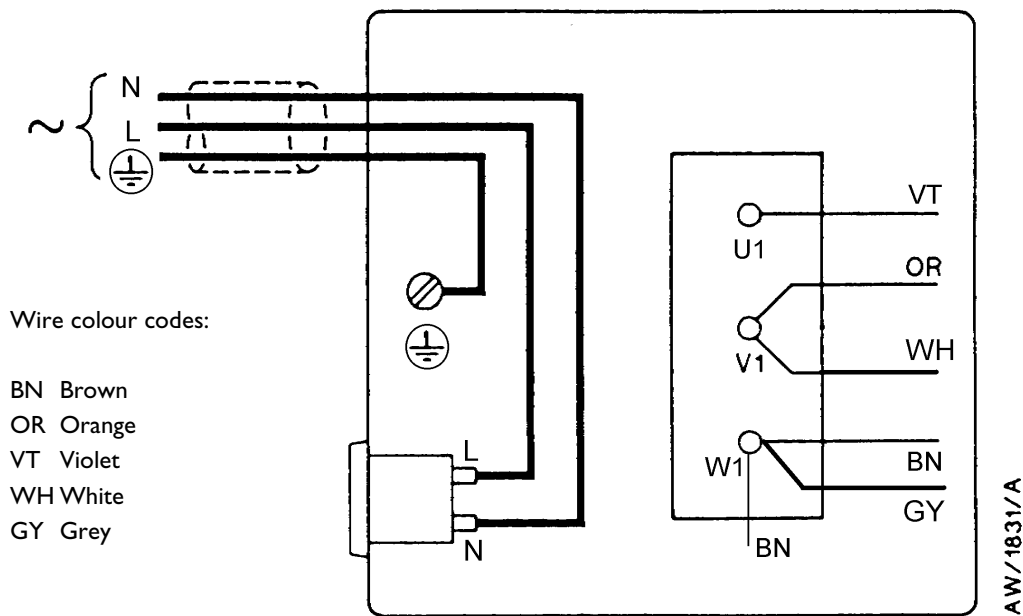 N
~
L
VT
U1
OR
Wire colour codes:
WH
V1
BN Brown
OR Orange
L
VT Violet
W1
BN
WH White
GY
GY Grey
N
BN
AW/1831/A